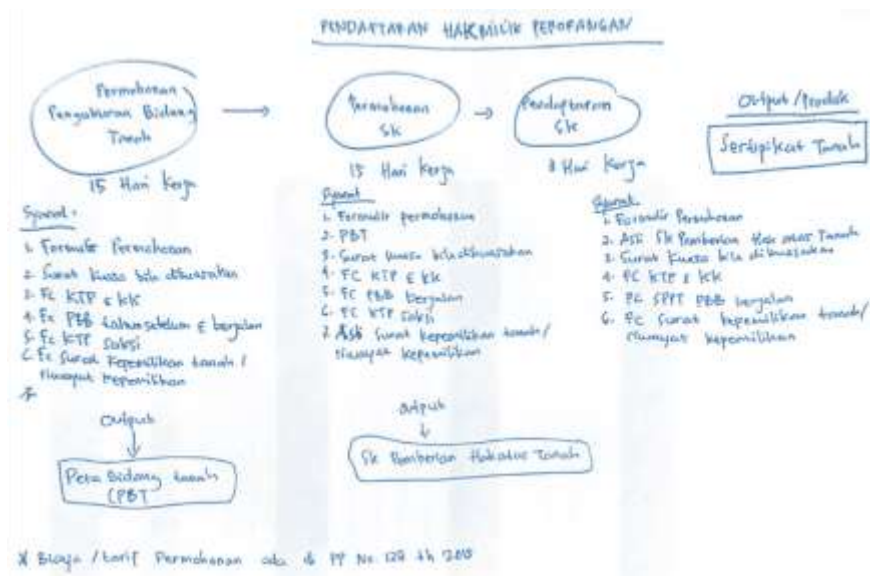 PENDAFTARAN HAK MILIK PERORANGAN
Permohonan
Pengukuran Bidang
Tanah
15 Hari Kerja
Syarat:
1. Formulir Permohonan
2. Surat Kuasa bila dikuasakan
3. FC KTP & KK
4. Fc PBB tahun sebelum & berjalan
5. Fc KTP Saksi
6. Fc Surat Kepemilikan tanah /
riwayat kepemilikan
Output
Peta Bidang tanah
(PBT
Permohonan
SK
15 Hari Kerja
Syarat
1. Formulir permohonan
2. PBT
3. Surat kuasa bila dikuasakan
4. FC KTP & KK
5. FC PBB berjalan
6. FC KTP Saksi
7. Asli Surat kepemilikan tanah/
riwayat kepemilikan
output
Sk Pemberian Hak atas Tanah
Pendaftaran
Sk
Hari Kerja
Output / Produk
Sertipikat Tanah
Syarat
1. Formulir Permohonan
2. Asli Sk Pemberian Hak atas Tanah
3. Surat Kuasa bila dikuasakan
4. FC KTP & KK
5. FC SPPT PBB berjalan
6. Fc Surat kepemilikan tanah/
riwayat kepemilikan
* Biaya / tarif Permohonan ada di PP No. 128 th